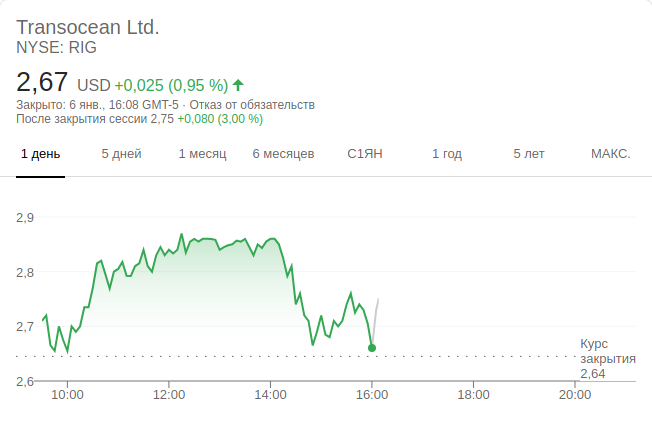 Transocean Ltd.
NYSE: RIG
2,67 USD +0,025 (0,95 %)
Закрыто: 6 янв., 16:08 GMT-5 · Отказ от обязательств
После закрытия сессии 2,75 +0,080 (3,00 %)
1 день 5 дней 1 месяц 6 месяцев С1ЯН 1 год 5 лет МАКС.
2,9
2,8
2,7
Курс
закрытия
2,64
2,6
10:00 12:00 14:00 16:00 18:00 20:00